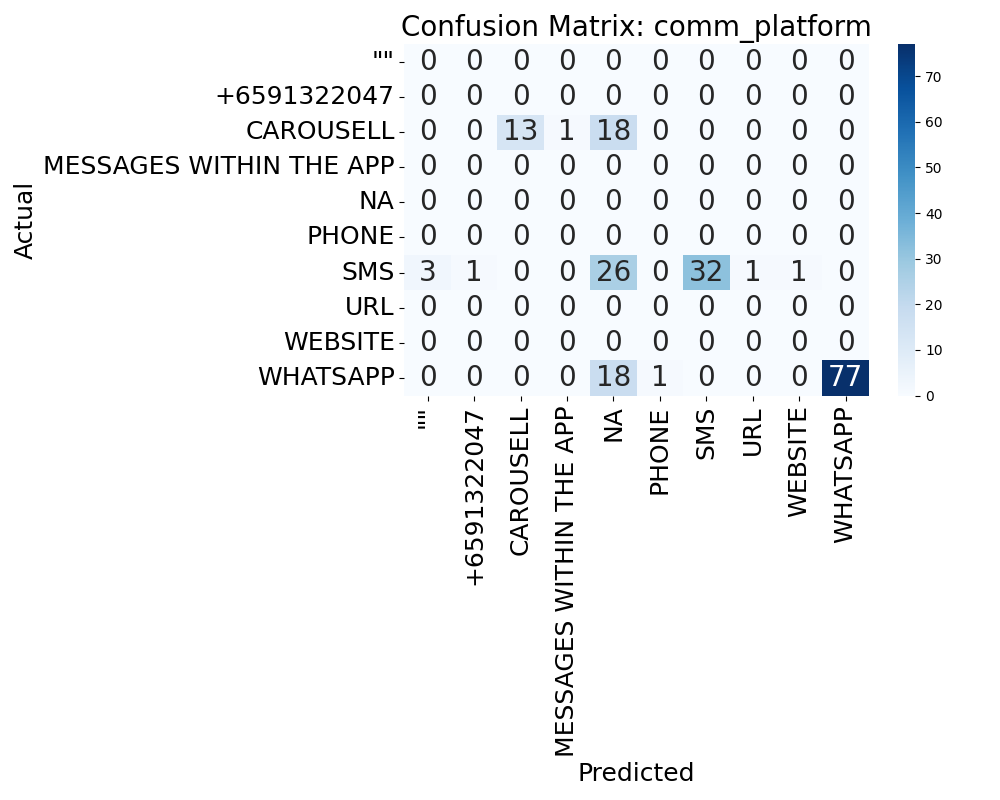 Confusion Matrix: comm_platform
"" 0 0 0 0 0 0 0 0 0 0
+6591322047 0 0 0 0 0 0 0 0 0 0
CAROUSELL 0 0 13 1 18 0 0 0 0 0
MESSAGES WITHIN THE APP 0 0 0 0 0 0 0 0 0 0
NA 0 0 0 0 0 0 0 0 0 0
PHONE 0 0 0 0 0 0 0 0 0 0
SMS 3 1 0 0 26 0 32 1 1 0
URL 0 0 0 0 0 0 0 0 0 0
WEBSITE 0 0 0 0 0 0 0 0 0 0
WHATSAPP 0 0 0 0 18 1 0 0 0 77
Actual
""
+6591322047
CAROUSELL
MESSAGES WITHIN THE APP
NA
PHONE
SMS
URL
WEBSITE
WHATSAPP
Predicted
70
60
50
40
30
20
10
0